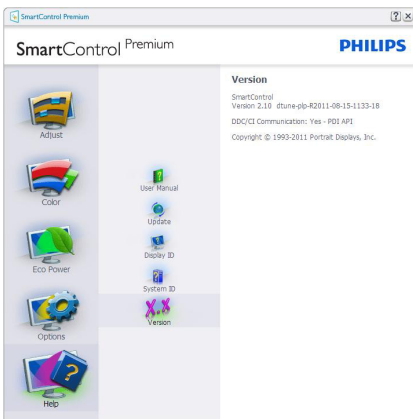 SmartControl Premium
SmartControl Premium
PHILIPS
Adjust
Color
Eco Power
Options
Help
User Manual
Update
Display ID
System ID
X.X
Version
Version
SmartControl
Version 2.10 dtune-plp-R2011-08-15-1133-18
DDC/CI Communication: Yes - PDI API
Copyright © 1993-2011 Portrait Displays, Inc.